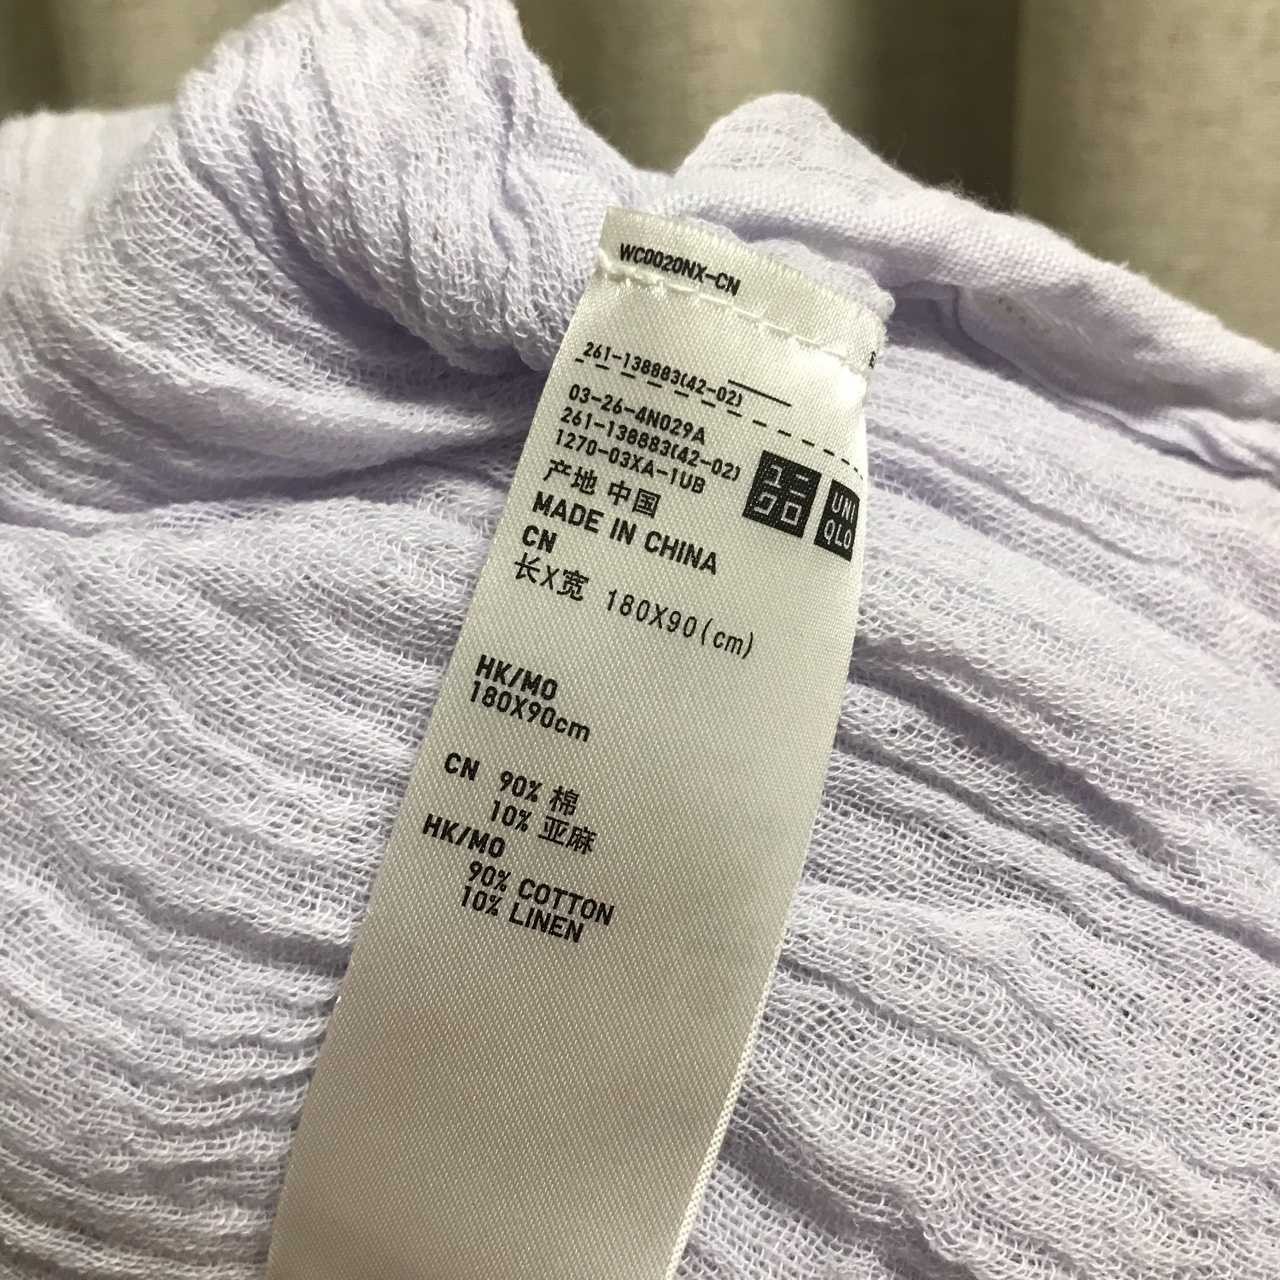 WC0020NX-CN
261-138883(42-02)
03-26-4N029A
261-138883(42-02)
1270-03XA-1UB
ユニ
クロ
UNI
QLO
产地 中国
MADE IN CHINA
CN
长X宽 180X90(cm)
HK/MO
180X90cm
CN 90% 棉
10% 亚麻
HK/MO
90% COTTON
10% LINEN